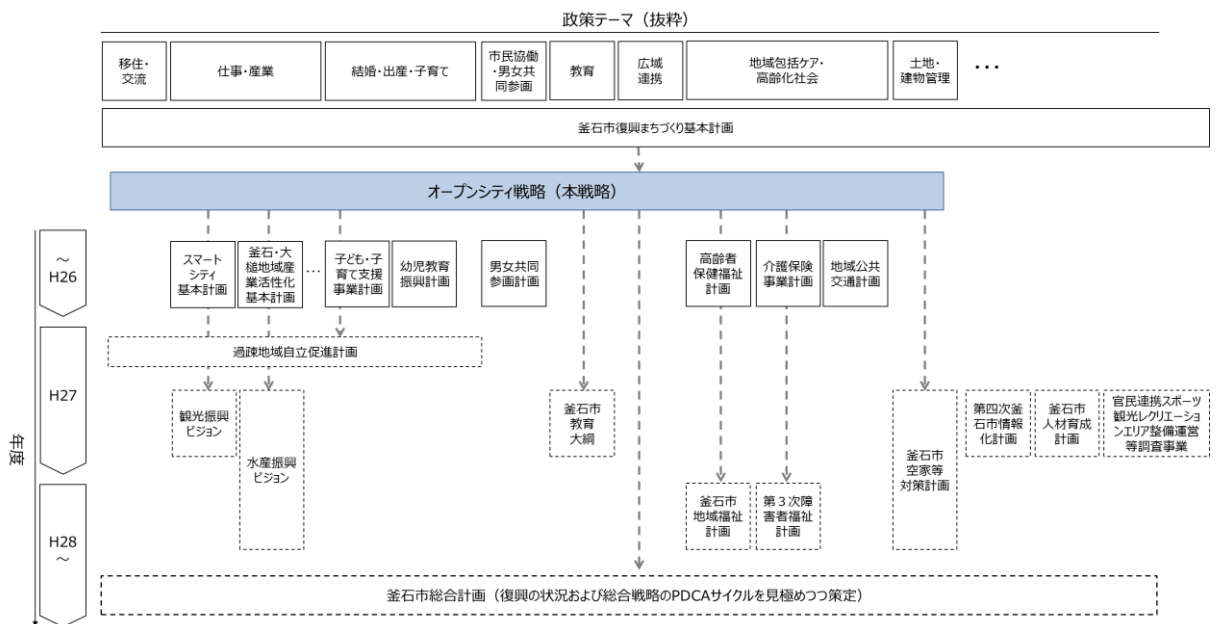 政策テーマ（抜粋）
移住・
交流
仕事・産業
結婚・出産・子育て
市民協働
・男女共
同参画
教育
広域
連携
地域包括ケア・
高齢化社会
土地・
建物管理
・・・
釜石市復興まちづくり基本計画
オープンシティ戦略（本戦略）
年度
～
H26
スマート
シティ
基本計画
釜石・大
槌地域産
業活性化
基本計画
…
子ども・子
育て支援
事業計画
幼児教育
振興計画
男女共同
参画計画
高齢者
保健福祉
計画
介護保険
事業計画
地域公共
交通計画
H27
過疎地域自立促進計画
観光振興
ビジョン
水産振興
ビジョン
釜石市
教育
大綱
釜石市
空家等
対策計画
第四次釜
石市情報
化計画
釜石市
人材育成
計画
官民連携スポーツ
観光レクリエーショ
ンエリア整備運営
等調査事業
H28
～
釜石市
地域福祉
計画
第３次障
害者福祉
計画
釜石市総合計画（復興の状況および総合戦略のPDCAサイクルを見極めつつ策定）